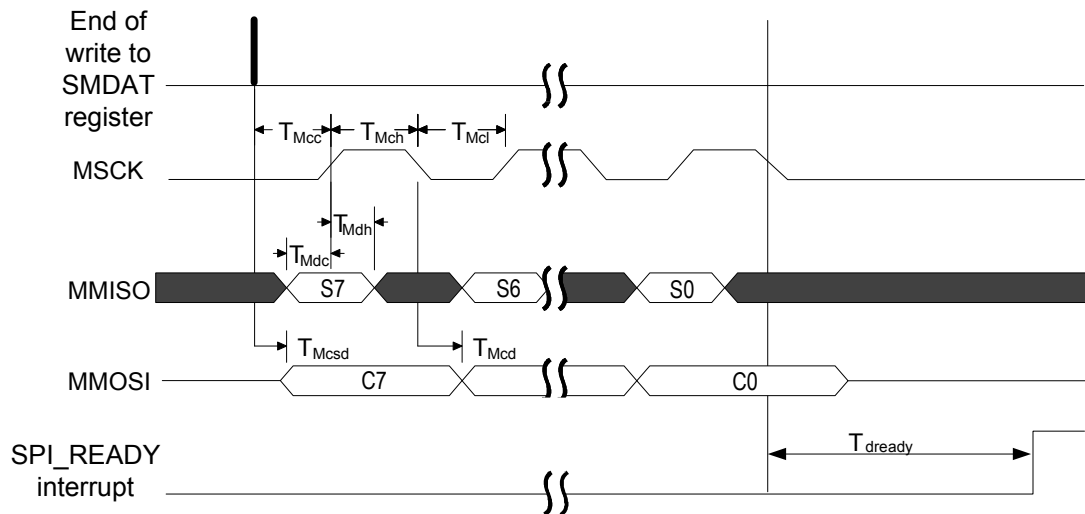 End of
write to
SMDAT
register
TMcc
TMch
TMcl
MSCK
TMdh
TMdc
MMISO
S7
S6
S0
TMcsd
TMcd
MMOSI
C7
C0
SPI_READY
interrupt
Tdready